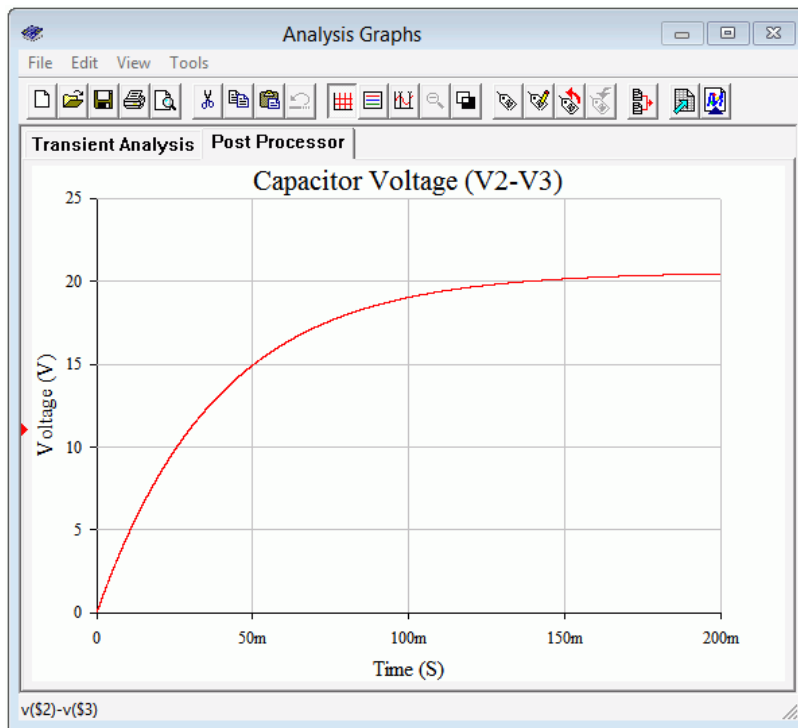 Analysis Graphs
File Edit View Tools
Transient Analysis Post Processor
Capacitor Voltage (V2-V3)
25
20
15
10
5
0
Voltage (V)
0 50m 100m 150m 200m
Time (S)
v($2)-v($3)